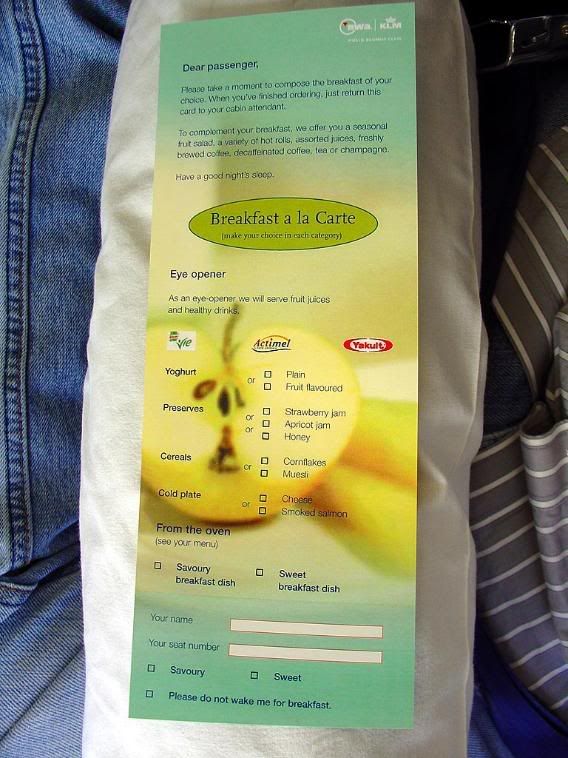 nwa KLM
WORLD BUSINESS CLASS
Dear passenger,
Please take a moment to compose the breakfast of your
choice. When you've finished ordering, just return this
card to your cabin attendant.
To complement your breakfast, we offer you a seasonal
fruit salad, a variety of hot rolls, assorted juices, freshly
brewed coffee, decaffeinated coffee, tea or champagne.
Have a good night's sleep.
Breakfast a la Carte
(make your choice in each category)
Eye opener
As an eye-opener we will serve fruit juices
and healthy drinks.
Vie Actimel Yakult
Yoghurt Plain
or Fruit flavoured
Preserves Strawberry jam
or Apricot jam
or Honey
Cereals Cornflakes
or Muesli
Cold plate Cheese
or Smoked salmon
From the oven
(see your menu)
Savoury Sweet
breakfast dish breakfast dish
Your name
Your seat number
Savoury Sweet
Please do not wake me for breakfast.